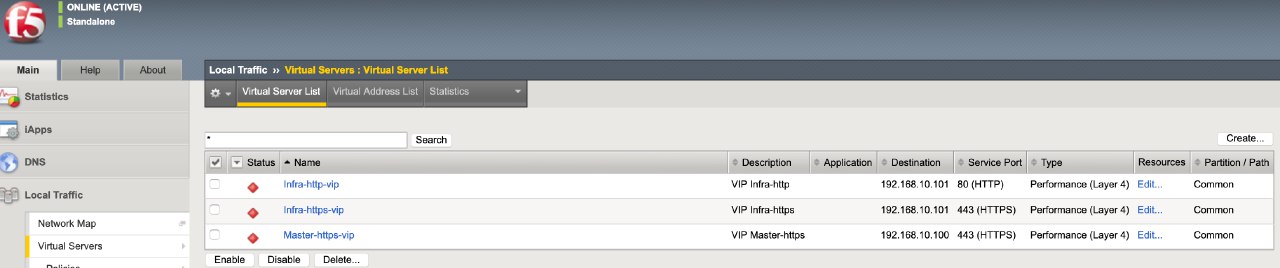 f5
ONLINE (ACTIVE)
Standalone
Main Help About
Local Traffic ›› Virtual Servers : Virtual Server List
Statistics
iApps
DNS
Local Traffic
Network Map
Virtual Servers
Policies
Virtual Server List Virtual Address List Statistics
* Search Create...
Status Name Description Application Destination Service Port Type Resources Partition / Path
Infra-http-vip VIP Infra-http 192.168.10.101 80 (HTTP) Performance (Layer 4) Edit... Common
Infra-https-vip VIP Infra-https 192.168.10.101 443 (HTTPS) Performance (Layer 4) Edit... Common
Master-https-vip VIP Master-https 192.168.10.100 443 (HTTPS) Performance (Layer 4) Edit... Common
Enable Disable Delete...